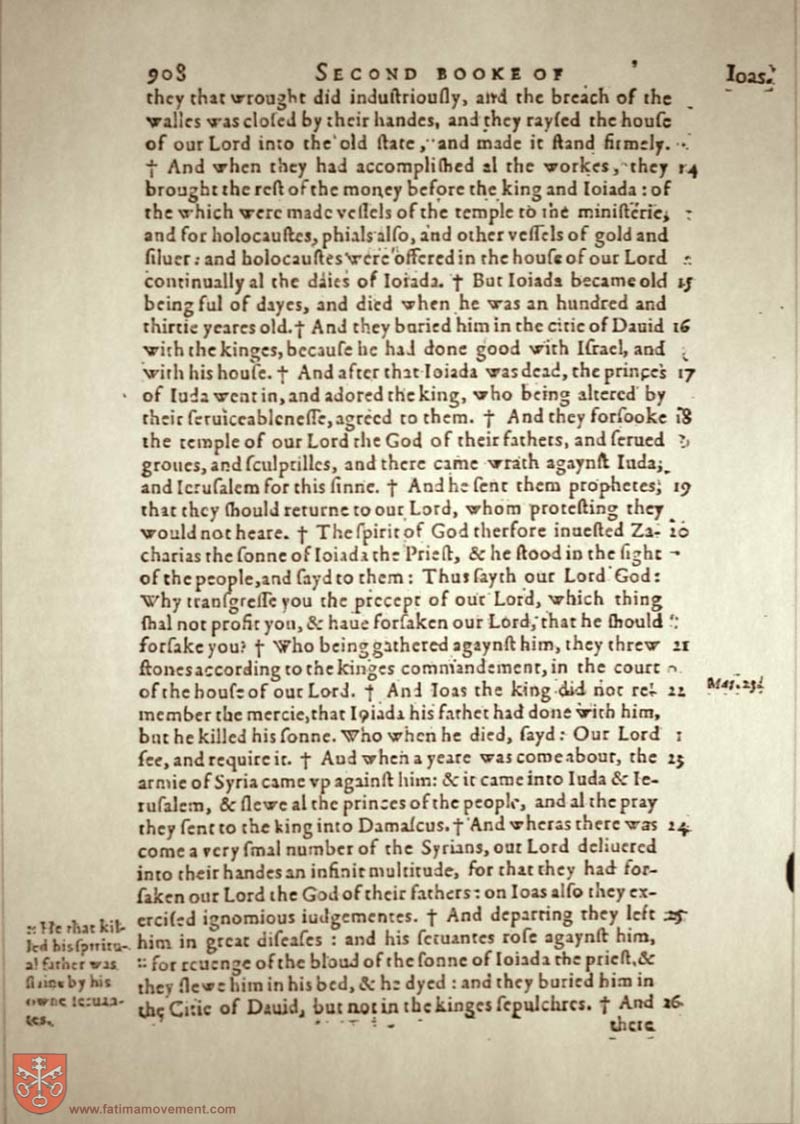 908 SECOND BOOKE OF Ioas.
they that wrought did induſtriouſly, and the breach of the
walles was cloſed by their handes, and they rayſed the houſe
of our Lord into the old ſtate, and made it ſtand firmely.
† And when they had accompliſhed al the workes, they 14
brought the reſt of the money before the king and Ioiada: of
the which were made veſſels of the temple to the miniſterie,
and for holocauſtes, phials alſo, and other veſſels of gold and
ſiluer: and holocauſtes were offered in the houſe of our Lord
continually al the daies of Ioiada. † But Ioiada became old 15
being ful of dayes, and died when he was an hundred and
thirtie yeares old. † And they buried him in the citie of Dauid 16
with the kinges, becauſe he had done good with Iſrael, and
with his houſe. † And after that Ioiada was dead, the princes 17
of Iuda went in, and adored the king, who being altered by
their ſeruiceableneſſe, agreed to them. † And they forſooke 18
the temple of our Lord the God of their fathers, and ſerued
groues, and ſculptilles, and there came wrath agaynſt Iuda,
and Ieruſalem for this ſinne. † And he ſent them prophetes, 19
that they ſhould returne to our Lord, whom proteſting they
would not heare. † The ſpirit of God therfore inueſted Za- 20
charias the ſonne of Ioiada the Prieſt, & he ſtood in the ſight
of the people, and ſayd to them: Thus ſayth our Lord God:
Why tranſgreſſe you the precept of our Lord, which thing
ſhal not profit you, & haue forſaken our Lord, that he ſhould
forſake you? † Who being gathered agaynſt him, they threw 21
ſtones according to the kinges commandement, in the court
of the houſe of our Lord. † And Ioas the king did not re- 22 Mat. 23.
member the mercie, that Ioiada his father had done with him,
but he killed his ſonne. Who when he died, ſayd: Our Lord
ſee, and require it. † And when a yeare was come about, the 23
armie of Syria came vp againſt him: & it came into Iuda & Ie-
ruſalem, & ſlewe al the princes of the people, and al the pray
they ſent to the king into Damaſcus. † And wheras there was 24
come a very ſmal number of the Syrians, our Lord deliuered
into their handes an infinit multitude, for that they had for-
ſaken our Lord the God of their fathers: on Ioas alſo they ex-
erciſed ignomious iudgementes. † And departing they left 25
him in great diſeaſes: and his ſeruantes roſe agaynſt him,
:: for reuenge of the bloud of the ſonne of Ioiada the prieſt, &
they ſlewe him in his bed, & he dyed: and they buried him in
the Citie of Dauid, but not in the kinges ſepulchres. † And 26
there
:: He that kil-
led his ſpiritu-
al father was
ſlaine by his
owne ſerua-
tes.
www.fatimamovement.com